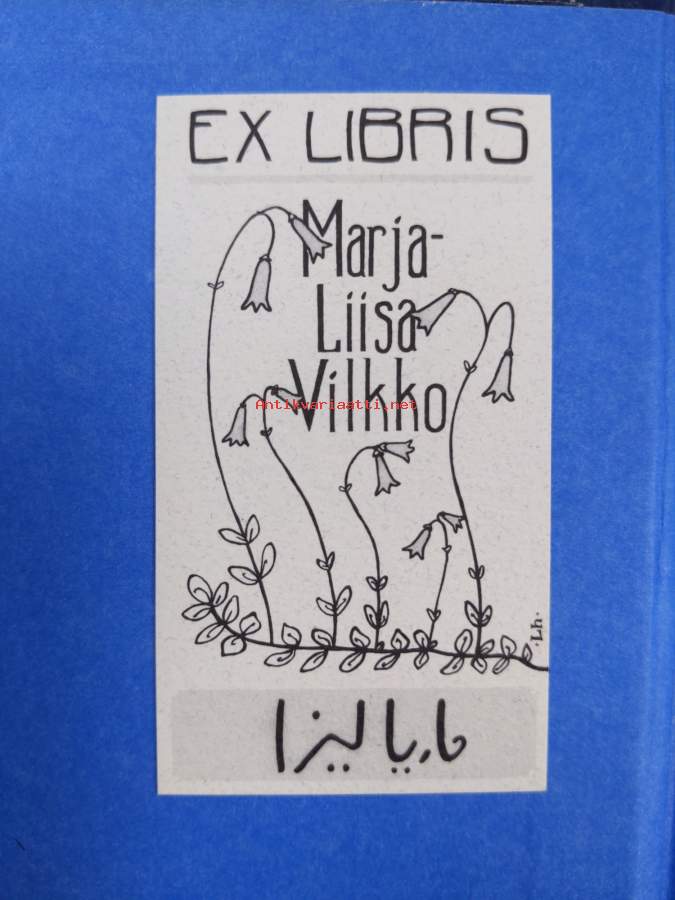 EX LIBRIS
Marja-
Liisa
Vilkko
Antikvariaatti.net
·Lh·
ماريا ليزا